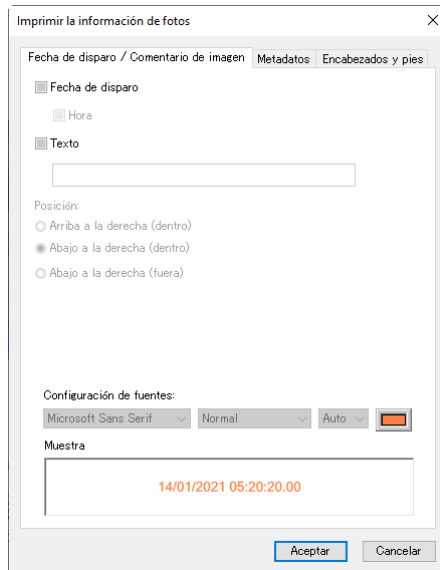 Imprimir la información de fotos
Fecha de disparo / Comentario de imagen Metadatos Encabezados y pies
Fecha de disparo
Hora
Texto
Posición:
Arriba a la derecha (dentro)
Abajo a la derecha (dentro)
Abajo a la derecha (fuera)
Configuración de fuentes:
Microsoft Sans Serif Normal Auto
Muestra
14/01/2021 05:20:20.00
Aceptar Cancelar